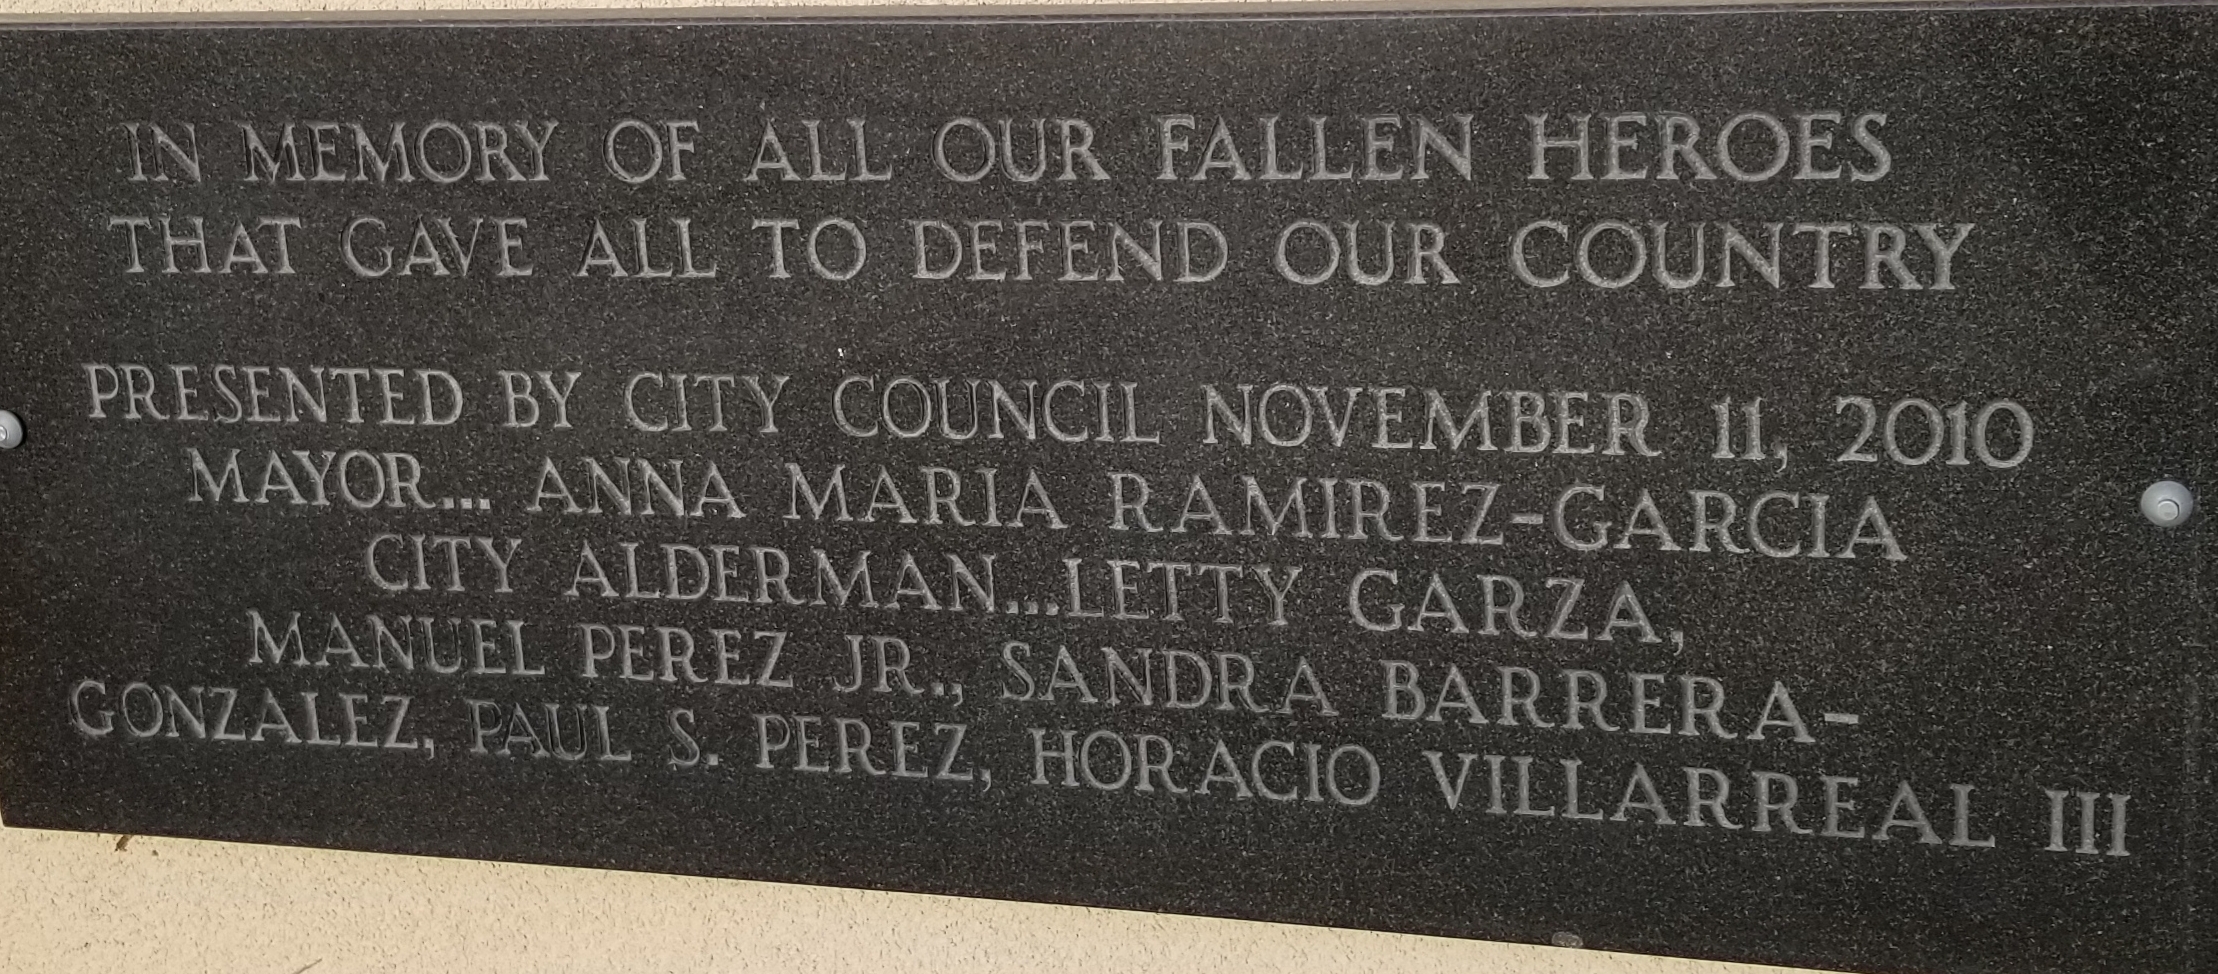 IN MEMORY OF ALL OUR FALLEN HEROES
THAT GAVE ALL TO DEFEND OUR COUNTRY
PRESENTED BY CITY COUNCIL NOVEMBER 11, 2010
MAYOR... ANNA MARIA RAMIREZ-GARCIA
CITY ALDERMAN...LETTY GARZA,
MANUEL PEREZ JR., SANDRA BARRERA-
GONZALEZ, PAUL S. PEREZ, HORACIO VILLARREAL III